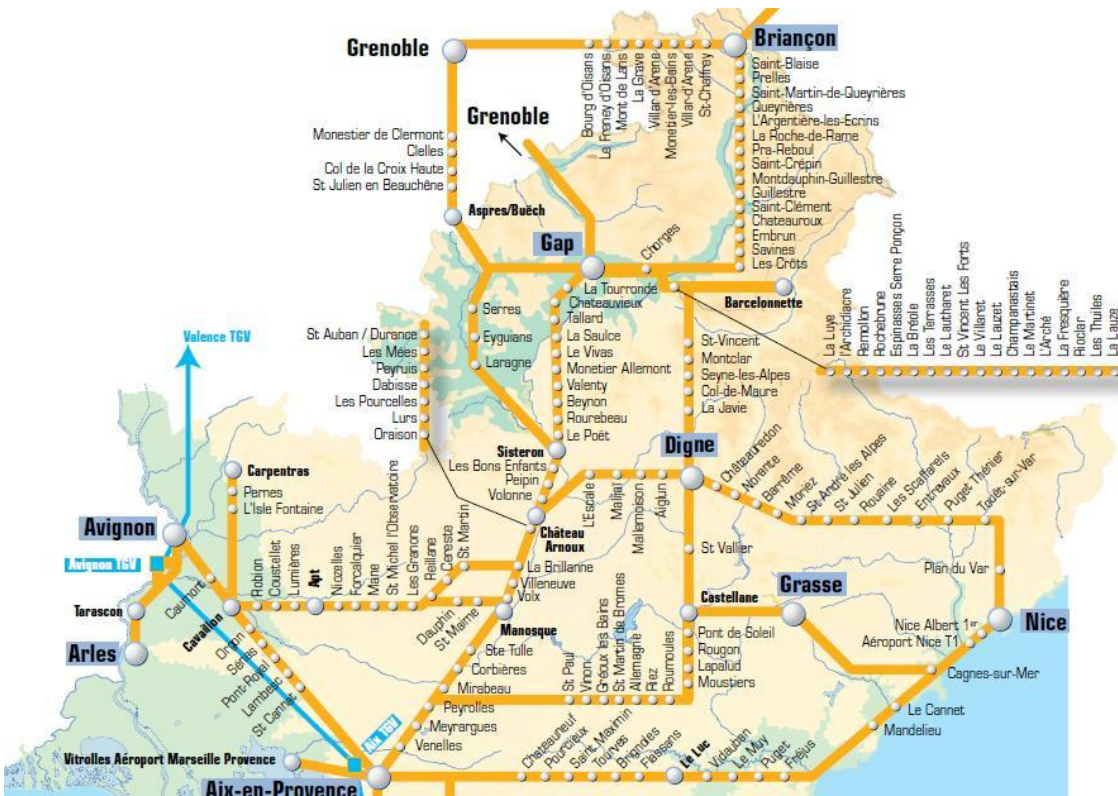 Grenoble
Bourg d'Oisans
La Freney d'Oisans
Mont de Lans
La Grave
Villar d'Arene
Monetier-les-Bains
Villar-d'Arene
St-Chaffrey
Briançon
Saint-Blaise
Prelles
Saint-Martin-de-Queyrières
Queyrières
L'Argentière-les-Ecrins
La Roche-de-Rame
Pra-Reboul
Saint-Crépin
Montdauphin-Guillestre
Guillestre
Saint-Clément
Chateauroux
Embrun
Savines
Les Crôts
Grenoble
Monestier de Clermont
Clelles
Col de la Croix Haute
St Julien en Beauchêne
Aspres/Buëch
Gap
Chorges
Barcelonnette
La Luye
l'Archidiacre
Remollon
Rochebrune
Espinasses Serre Ponçon
La Bréole
Les Terrasses
Le Lautharet
St Vincent Les Forts
Le Villaret
Le Lauzet
Champanastais
Le Martinet
L'Arché
La Fresquière
Rioclar
Les Thuiles
La Lauze
La Tourronde
Chateauvieux
Tallard
La Saulce
Le Vivas
Monetier Allemont
Valenty
Beynon
Rourebeau
Le Poët
Serres
Eyguians
Laragne
St-Vincent
Montclar
Seyne-les-Alpes
Col-de-Maure
La Javie
Valence TGV
St Auban / Durance
Les Mées
Peyruis
Dabisse
Les Pourcelles
Lurs
Oraison
Sisteron
Les Bons Enfants
Peipin
Volonne
Château
Arnoux
L'Escale
Malijai
Mallemoison
Aiglun
Digne
Châteauredon
Norante
Barrême
Moriez
St-André les Alpes
St Julien
Rouaine
Les Scaffarels
Entrevaux
Puget Thénier
Touët-sur-Var
Plan du Var
Carpentras
Pernes
L'Isle Fontaine
Avignon
Avignon TGV
Tarascon
Arles
Caumont
Cavaillon
Robion
Coustellet
Lumières
Apt
Niozelles
Forcalquier
Mane
St Michel l'Observatoire
Les Granons
Reillane
Cereste
St Martin
Dauphin
St Maime
La Brillanne
Villeneuve
Volx
Manosque
Ste Tulle
Corbières
Mirabeau
Peyrolles
Meyrargues
Venelles
Orgon
Sénas
Pont-Royal
Lambesc
St Cannat
Aix TGV
Vitrolles Aéroport Marseille Provence
Aix-en-Provence
St Vallier
Castellane
Grasse
Pont de Soleil
Rougon
Lapalud
Moustiers
St Paul
Vinon
Gréoux les Bains
St Martin de Bromes
Allemagne
Riez
Roumoules
Nice Albert 1er
Aéroport Nice T1
Nice
Cagnes-sur-Mer
Le Cannet
Mandelieu
Chateauneuf
Pourcieux
Saint Maximin
Tourves
Brignoles
Flassans
Le Luc
Vidauban
Le Muy
Puget
Fréjus